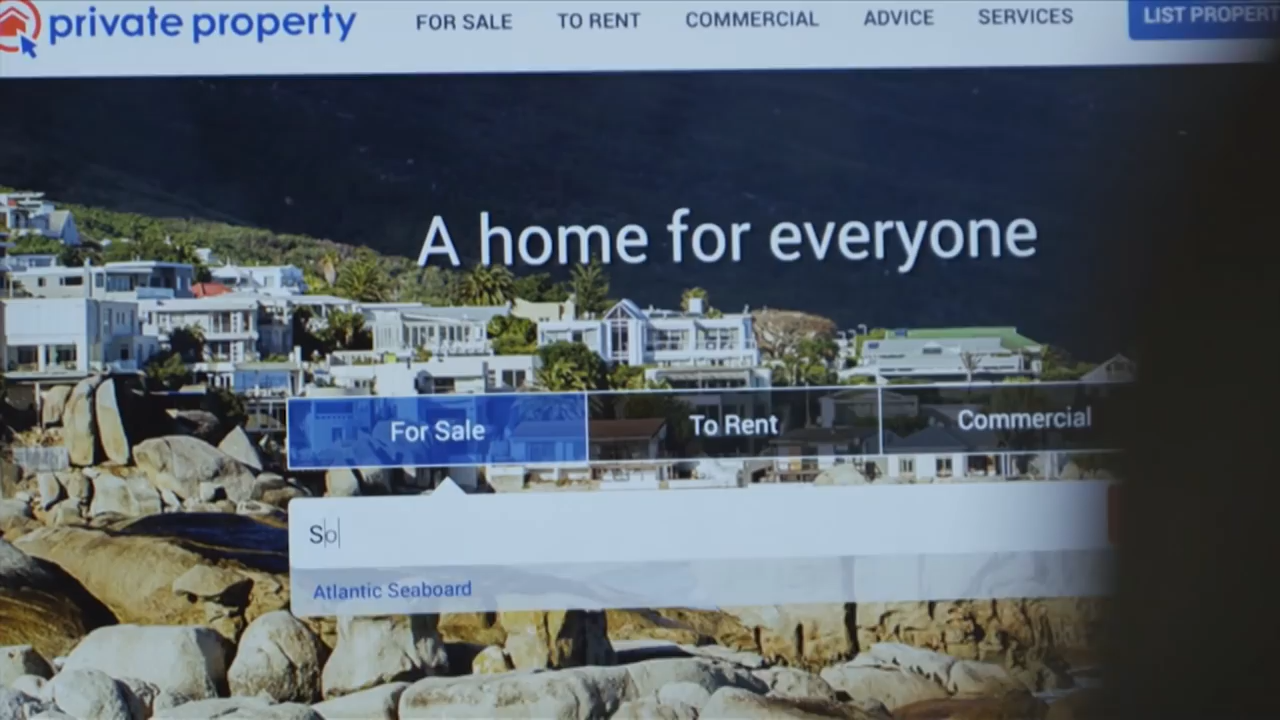 private property
FOR SALE TO RENT COMMERCIAL ADVICE SERVICES LIST PROPERT
A home for everyone
For Sale To Rent Commercial
So
Atlantic Seaboard